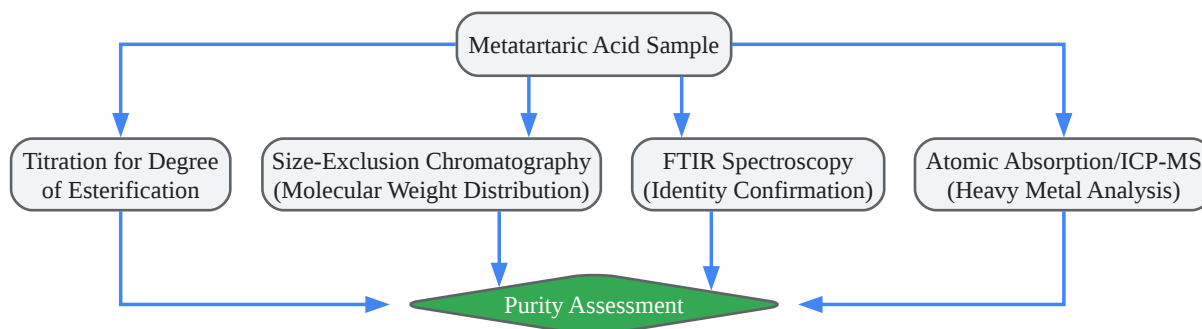 Metatartaric Acid Sample
Titration for Degree
of Esterification
Size-Exclusion Chromatography
(Molecular Weight Distribution)
FTIR Spectroscopy
(Identity Confirmation)
Atomic Absorption/ICP-MS
(Heavy Metal Analysis)
Purity Assessment